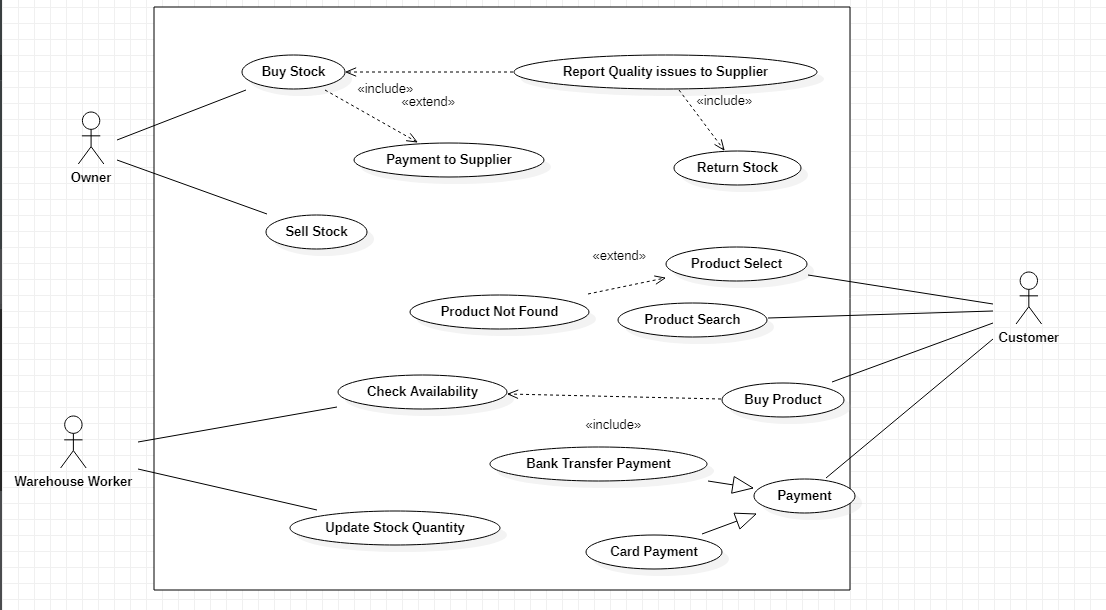 Buy Stock
Report Quality issues to Supplier
«include»
«extend»
«include»
Payment to Supplier
Return Stock
Owner
Sell Stock
«extend»
Product Select
Product Not Found
Product Search
Customer
Check Availability
Buy Product
«include»
Bank Transfer Payment
Warehouse Worker
Payment
Update Stock Quantity
Card Payment